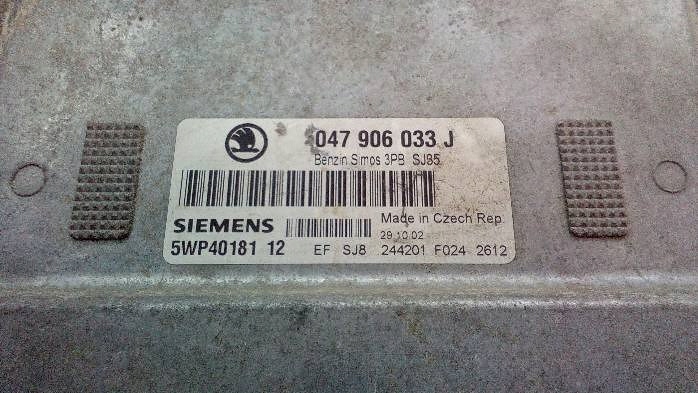 047 906 033 J
Benzin Simos 3PB SJ85
SIEMENS
Made in Czech Rep
29.10.02
5WP40181 12 EF SJ8 244201 F024 2612